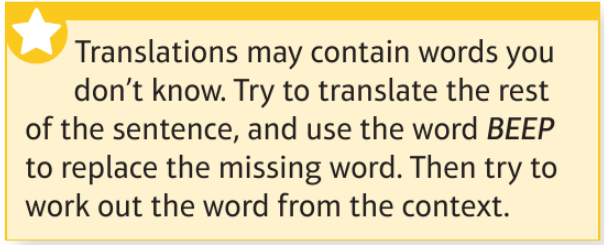 Translations may contain words you
don’t know. Try to translate the rest
of the sentence, and use the word BEEP
to replace the missing word. Then try to
work out the word from the context.